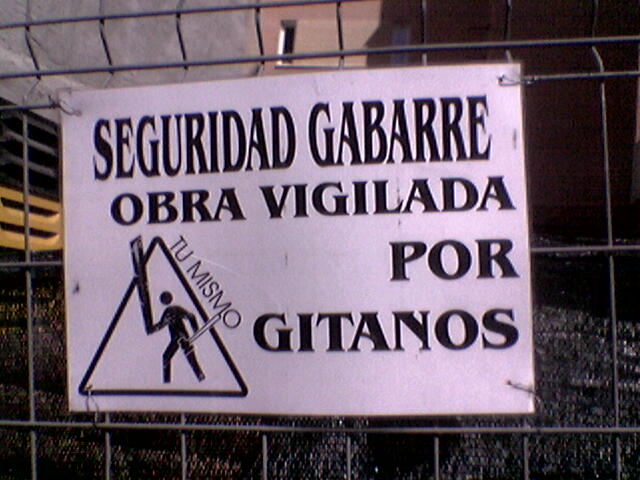 SEGURIDAD GABARRE
OBRA VIGILADA
POR
GITANOS
TU MISMO